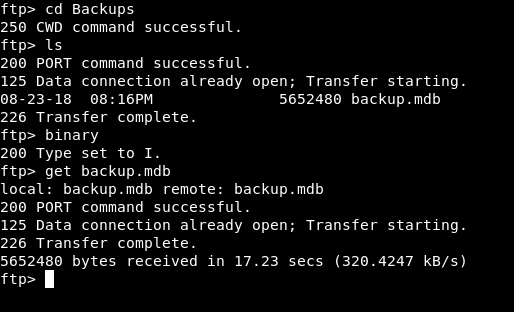 ftp> cd Backups
250 CWD command successful.
ftp> ls
200 PORT command successful.
125 Data connection already open; Transfer starting.
08-23-18  08:16PM              5652480 backup.mdb
226 Transfer complete.
ftp> binary
200 Type set to I.
ftp> get backup.mdb
local: backup.mdb remote: backup.mdb
200 PORT command successful.
125 Data connection already open; Transfer starting.
226 Transfer complete.
5652480 bytes received in 17.23 secs (320.4247 kB/s)
ftp>